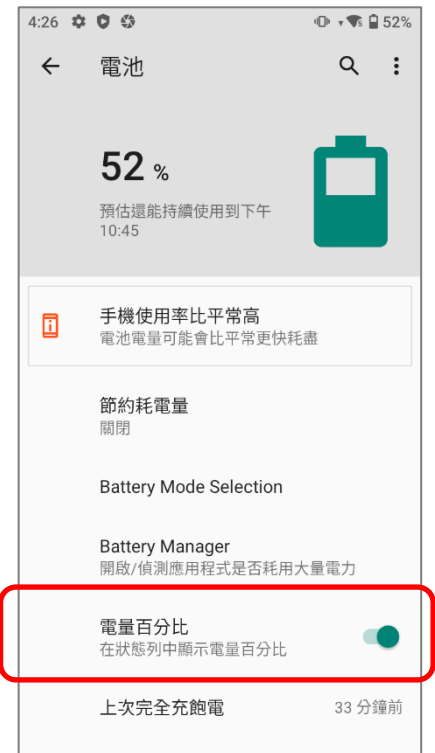 4:26 52%
電池
52 %
預估還能持續使用到下午
10:45
手機使用率比平常高
電池電量可能會比平常更快耗盡
節約耗電量
關閉
Battery Mode Selection
Battery Manager
開啟/偵測應用程式是否耗用大量電力
電量百分比
在狀態列中顯示電量百分比
上次完全充飽電 33 分鐘前